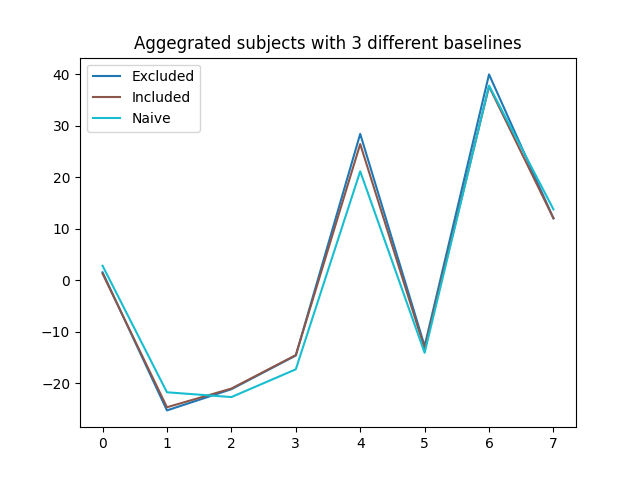 Aggegrated subjects with 3 different baselines
Excluded
Included
Naive
40
30
20
10
0
−10
−20
0 1 2 3 4 5 6 7